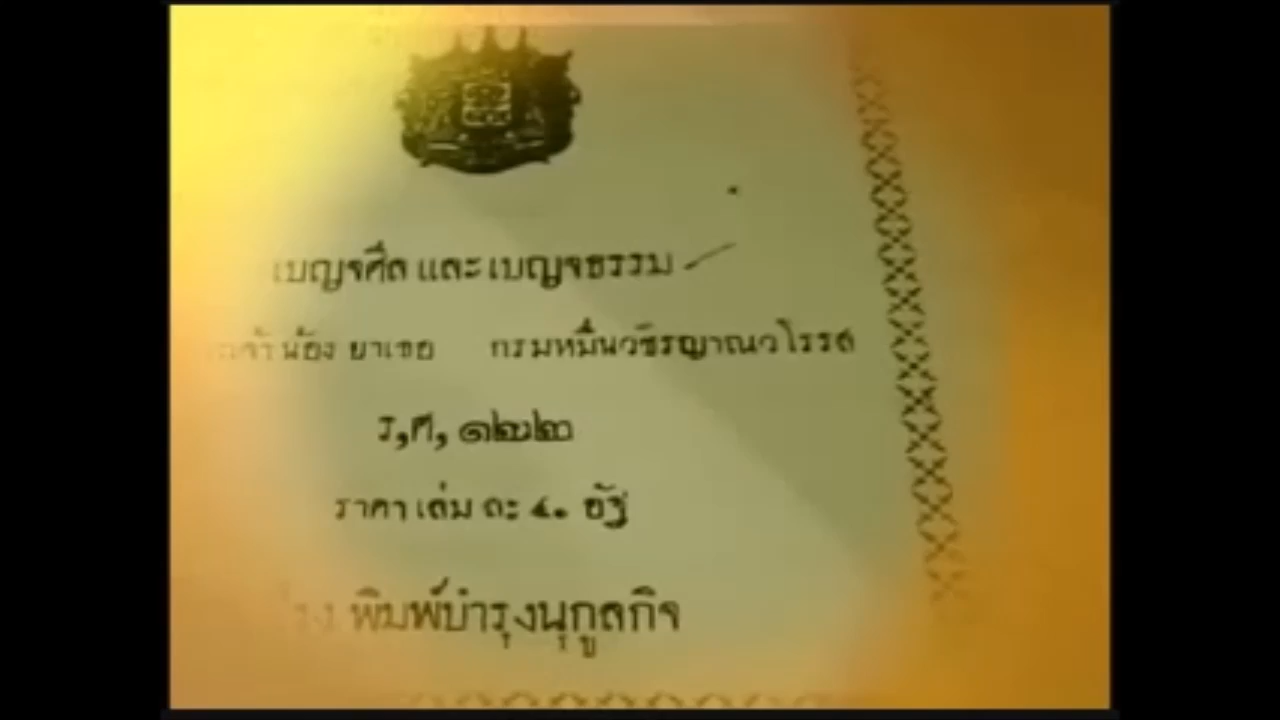 เบญจศีล และ เบญจธรรม
น้อง ยาเธอ กรมหมื่นวชิรญาณวโรรส
ร,ศ, ๑๒๒
ราคา เล่ม ละ ๔. อัฐ
โรง พิมพ์บำรุงนุกูลกิจ